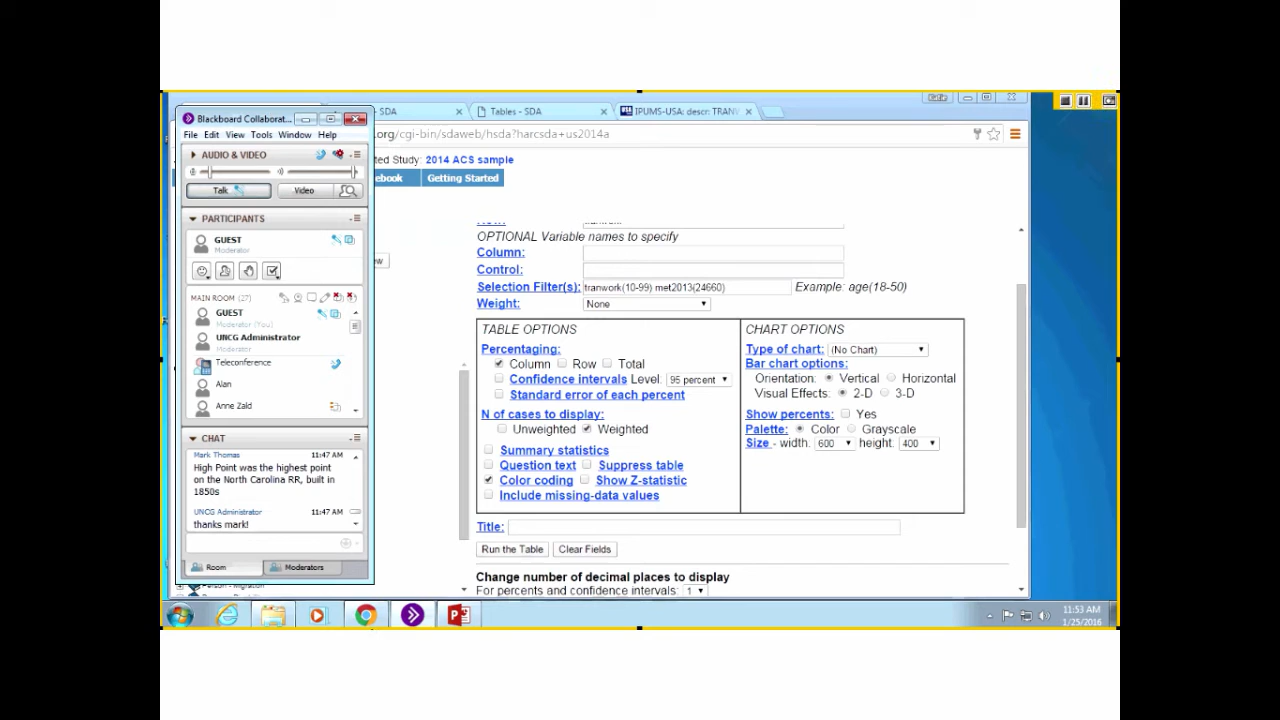 Blackboard Collaborat...
File Edit View Tools Window Help
AUDIO & VIDEO
Talk Video
PARTICIPANTS
GUEST
Moderator
MAIN ROOM (27)
GUEST
Moderator (You)
UNCG Administrator
Moderator
Teleconference
Alan
Anne Zald
CHAT
Mark Thomas 11:47 AM
High Point was the highest point
on the North Carolina RR, built in
1850s
UNCG Administrator 11:47 AM
thanks mark!
Room Moderators
- SDA
Tables - SDA
IPUMS-USA: descr: TRANW
.org/cgi-bin/sdaweb/hsda?harcsda+us2014a
ted Study: 2014 ACS sample
ebook Getting Started
ew
OPTIONAL Variable names to specify
Column:
Control:
Selection Filter(s): tranwork(10-99) met2013(24660) Example: age(18-50)
Weight: None
TABLE OPTIONS
Percentaging:
Column Row Total
Confidence intervals Level: 95 percent
Standard error of each percent
N of cases to display:
Unweighted Weighted
Summary statistics
Question text Suppress table
Color coding Show Z-statistic
Include missing-data values
CHART OPTIONS
Type of chart: (No Chart)
Bar chart options:
Orientation: Vertical Horizontal
Visual Effects: 2-D 3-D
Show percents: Yes
Palette: Color Grayscale
Size - width: 600 height: 400
Title:
Run the Table Clear Fields
Change number of decimal places to display
For percents and confidence intervals: 1
11:53 AM
1/25/2016